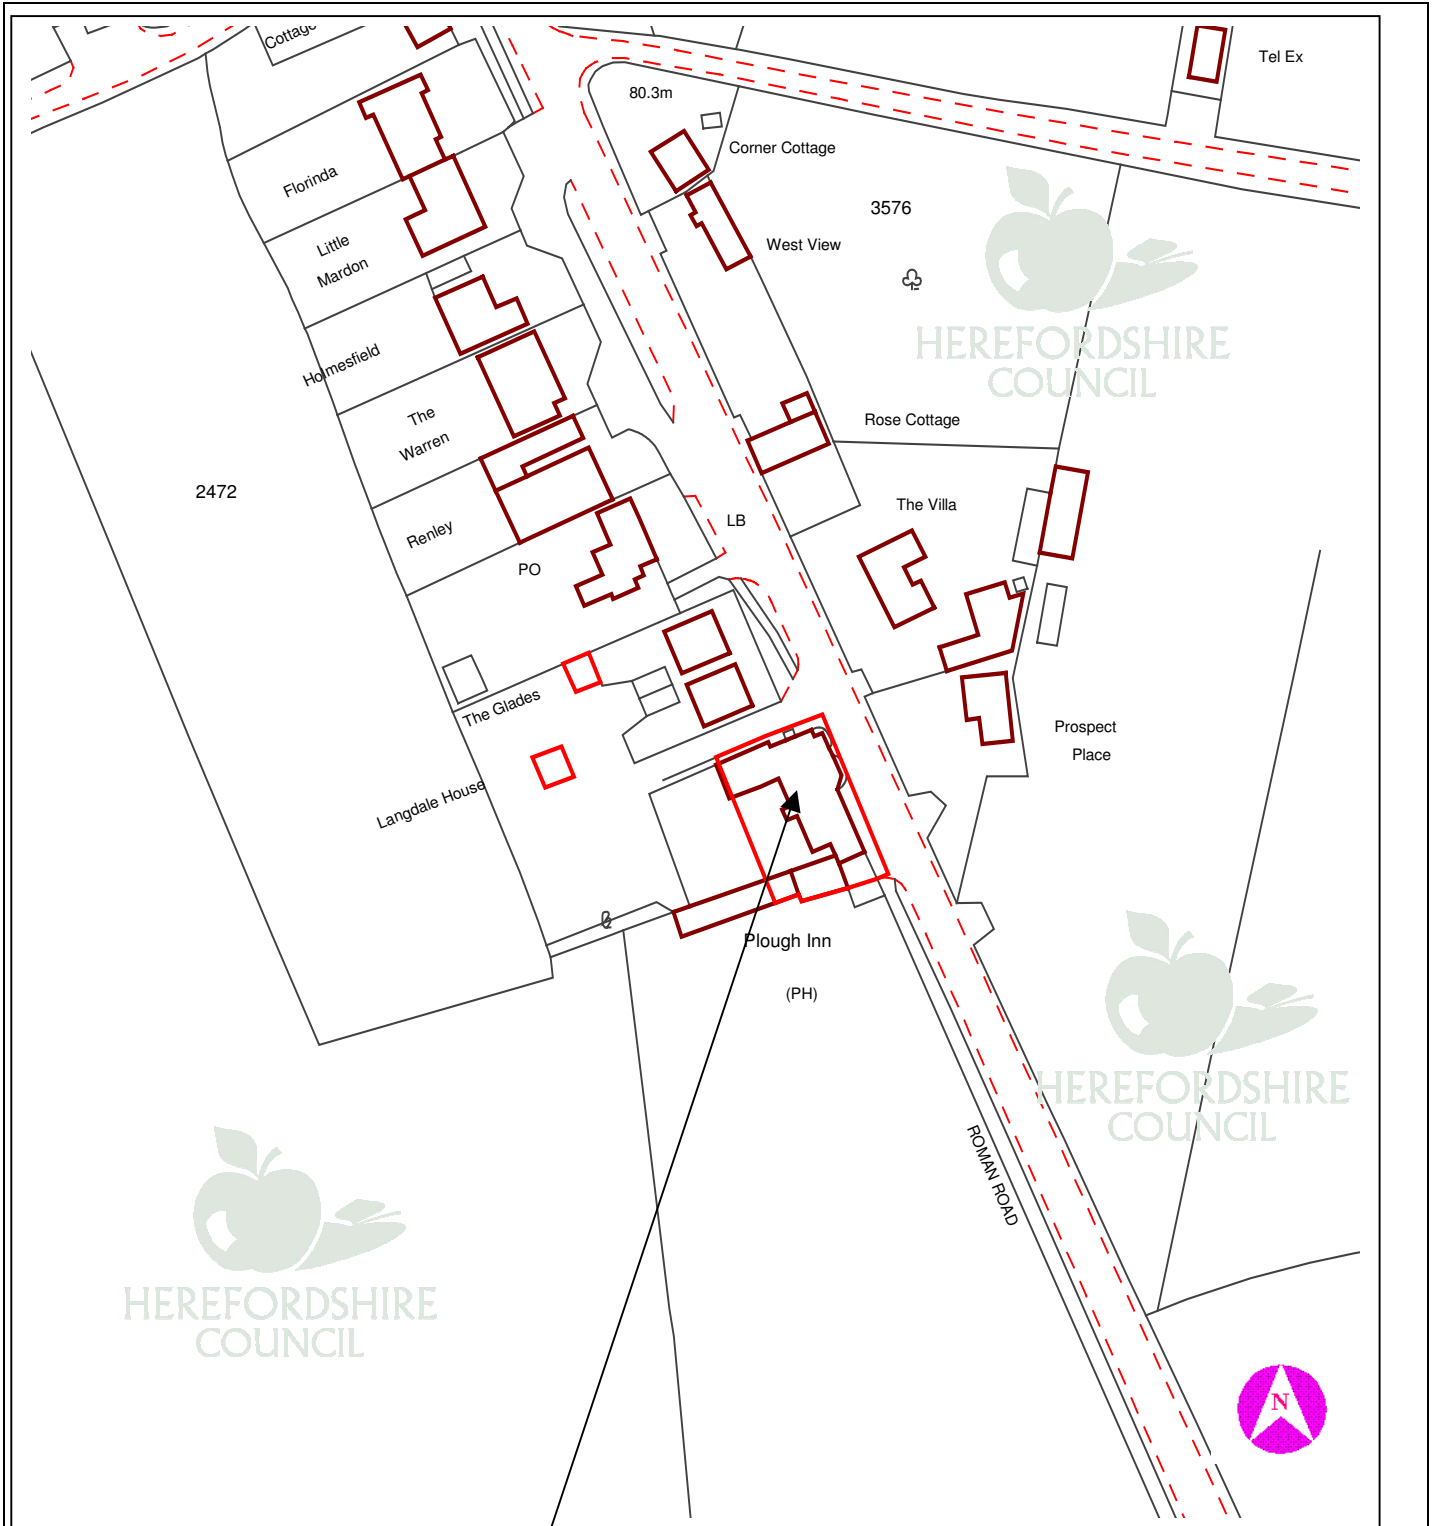 Cottage
Tel Ex
80.3m
Corner Cottage
Florinda
3576
Little
Mardon
West View
HEREFORDSHIRE
COUNCIL
Holmesfield
The
Warren
Rose Cottage
2472
The Villa
Renley
LB
PO
The Glades
Prospect
Place
Langdale House
Plough Inn
(PH)
HEREFORDSHIRE
COUNCIL
ROMAN ROAD
HEREFORDSHIRE
COUNCIL
N